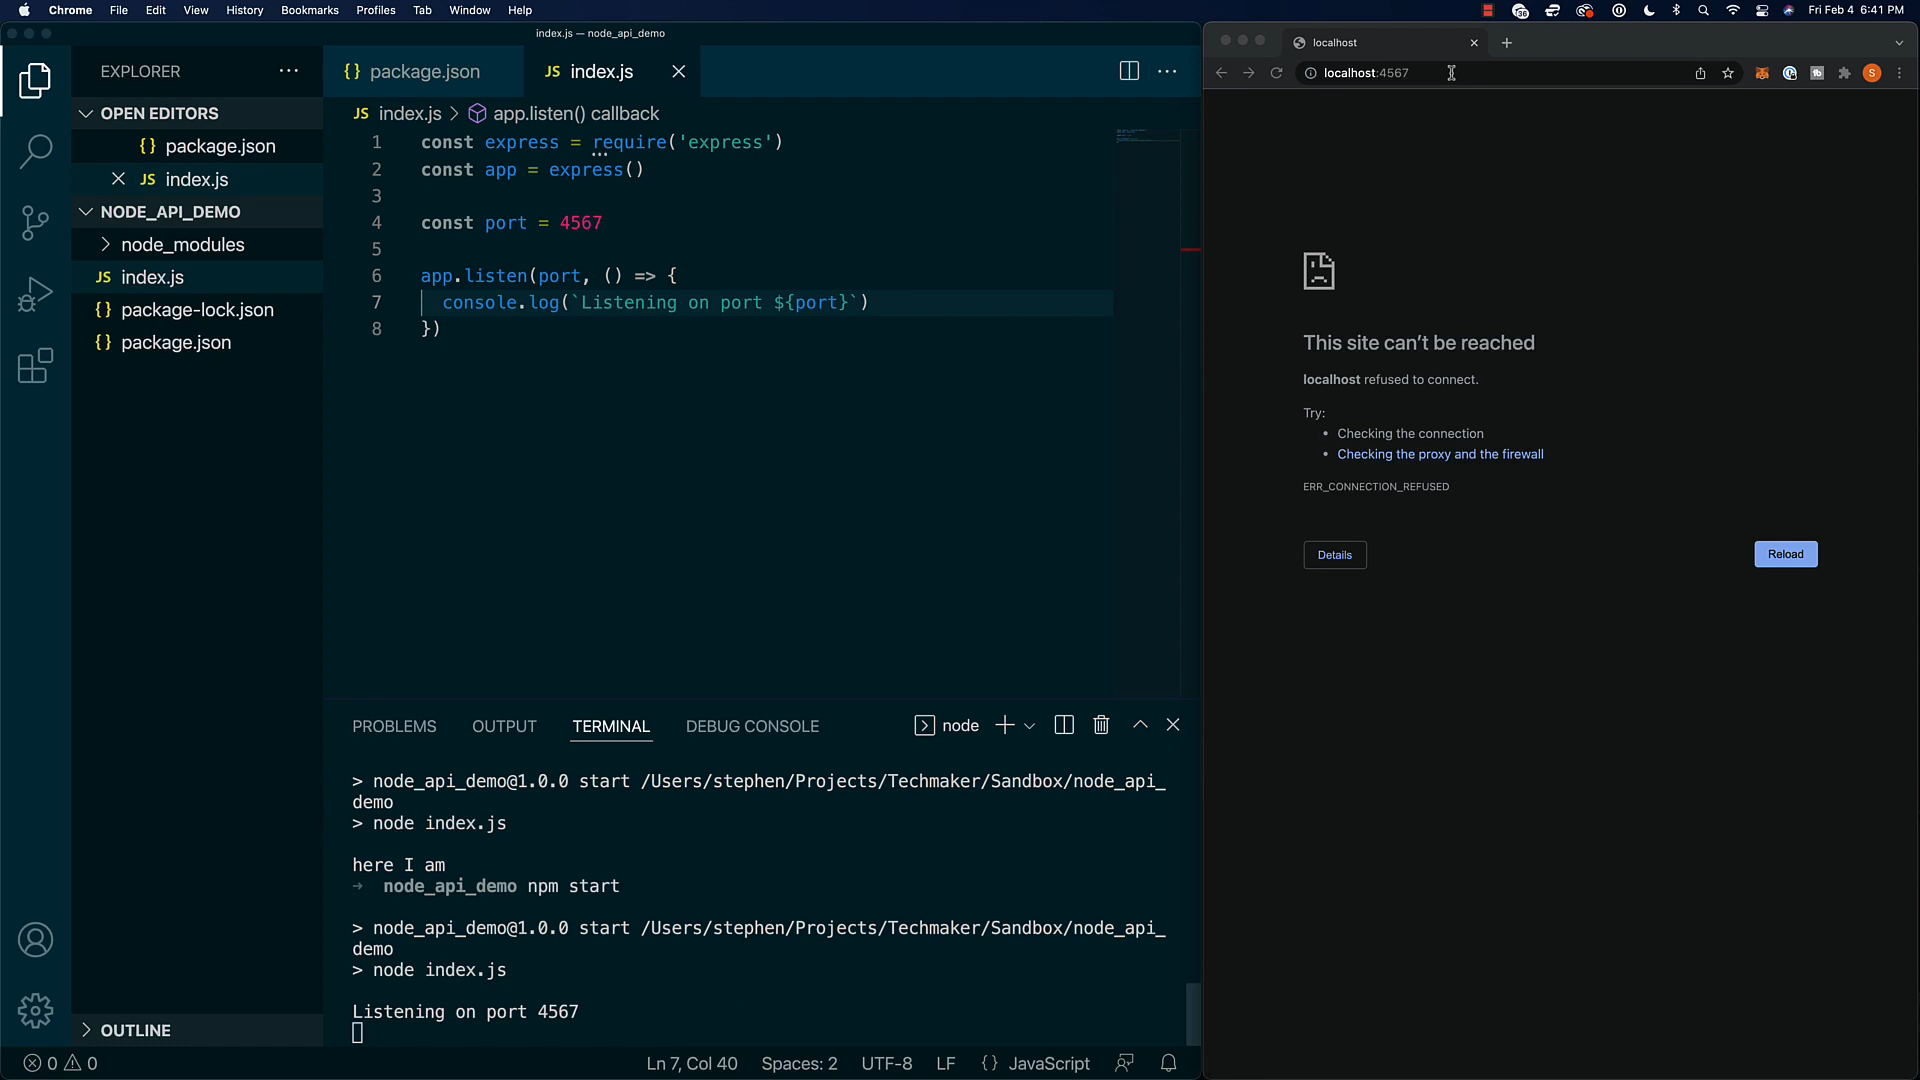 Chrome File Edit View History Bookmarks Profiles Tab Window Help
Fri Feb 4 6:41 PM
index.js — node_api_demo
EXPLORER
OPEN EDITORS
{} package.json
JS index.js
NODE_API_DEMO
node_modules
JS index.js
{} package-lock.json
{} package.json
OUTLINE
{} package.json
JS index.js
JS index.js > app.listen() callback
1 const express = require('express')
2 const app = express()
3
4 const port = 4567
5
6 app.listen(port, () => {
7 console.log(`Listening on port ${port}`)
8 })
PROBLEMS OUTPUT TERMINAL DEBUG CONSOLE
node
> node_api_demo@1.0.0 start /Users/stephen/Projects/Techmaker/Sandbox/node_api_
demo
> node index.js
here I am
→ node_api_demo npm start
> node_api_demo@1.0.0 start /Users/stephen/Projects/Techmaker/Sandbox/node_api_
demo
> node index.js
Listening on port 4567
0 0
Ln 7, Col 40 Spaces: 2 UTF-8 LF {} JavaScript
localhost
localhost:4567
S
This site can’t be reached
localhost refused to connect.
Try:
• Checking the connection
• Checking the proxy and the firewall
ERR_CONNECTION_REFUSED
Details
Reload